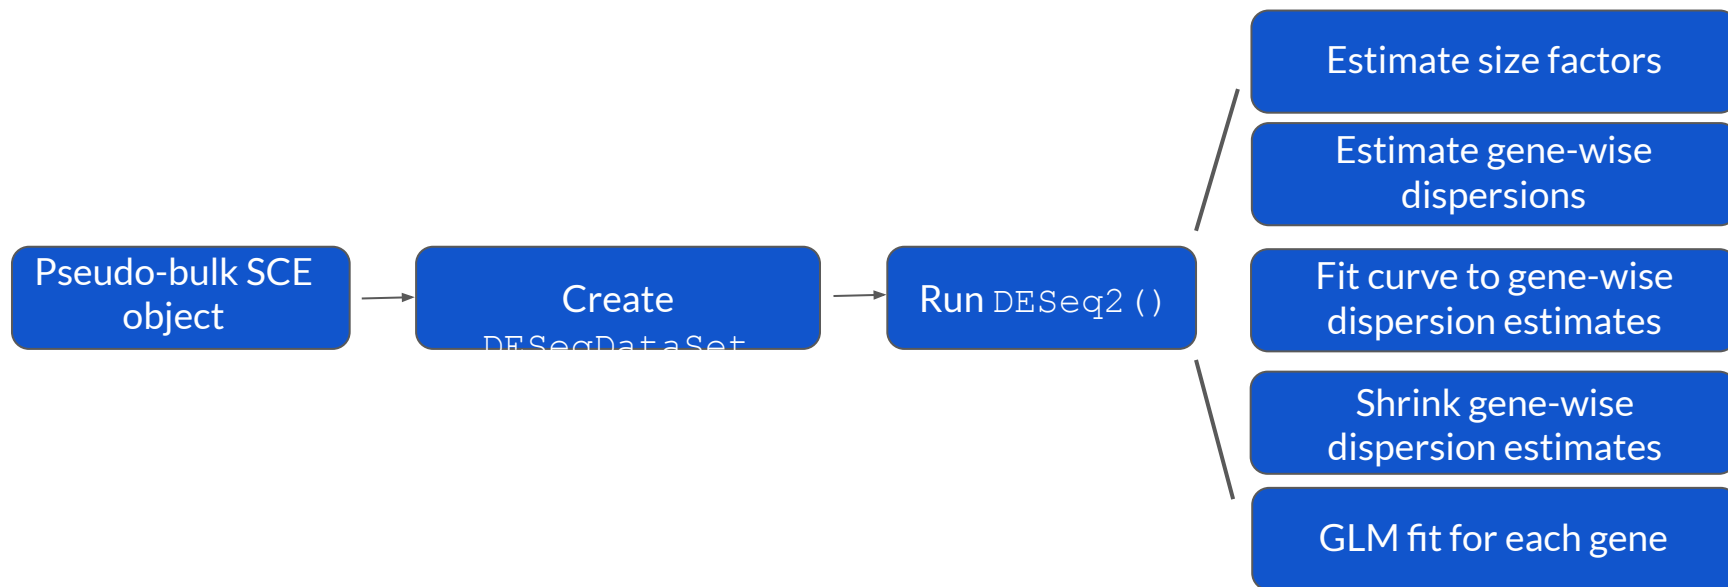 Pseudo-bulk SCE
object
Create
DESeqDataSet
Run DESeq2()
Estimate size factors
Estimate gene-wise
dispersions
Fit curve to gene-wise
dispersion estimates
Shrink gene-wise
dispersion estimates
GLM fit for each gene